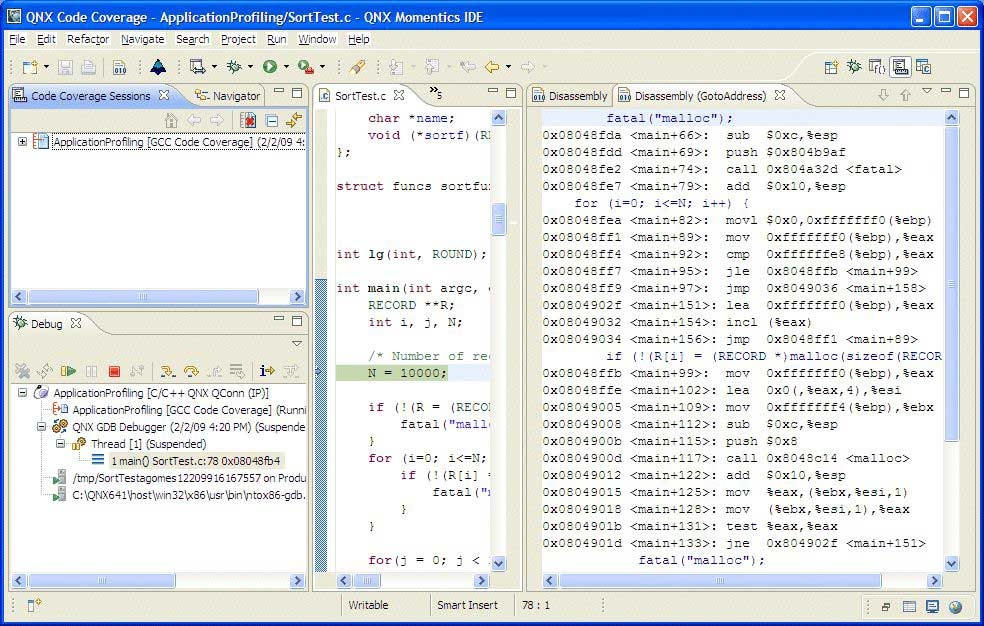 QNX Code Coverage - ApplicationProfiling/SortTest.c - QNX Momentics IDE
File Edit Refactor Navigate Search Project Run Window Help
Code Coverage Sessions
Navigator
ApplicationProfiling [GCC Code Coverage] (2/2/09 4:
Debug
ApplicationProfiling [C/C++ QNX QConn (IP)]
ApplicationProfiling [GCC Code Coverage] (Runni
QNX GDB Debugger (2/2/09 4:20 PM) (Suspende
Thread [1] (Suspended)
1 main() SortTest.c:78 0x08048fb4
/tmp/SortTestagomes12209916167557 on Produ
C:\QNX641\host\win32\x86\usr\bin\ntox86-gdb.
SortTest.c
5
char *name;
void (*sortf)(RE
};
struct funcs sortfu
int lg(int, ROUND);
int main(int argc,
RECORD **R;
int i, j, N;
/* Number of rec
N = 10000;
if (!(R = (RECO
fatal("mall
}
for (i=0; i<=N;
if (!(R[i] =
fatal("
}
}
for(j = 0; j <
Disassembly
Disassembly (GotoAddress)
fatal("malloc");
0x08048fda <main+66>: sub $0xc,%esp
0x08048fdd <main+69>: push $0x804b9af
0x08048fe2 <main+74>: call 0x804a32d <fatal>
0x08048fe7 <main+79>: add $0x10,%esp
for (i=0; i<=N; i++) {
0x08048fea <main+82>: movl $0x0,0xfffffff0(%ebp)
0x08048ff1 <main+89>: mov 0xfffffff0(%ebp),%eax
0x08048ff4 <main+92>: cmp 0xffffffe8(%ebp),%eax
0x08048ff7 <main+95>: jle 0x8048ffb <main+99>
0x08048ff9 <main+97>: jmp 0x8049036 <main+158>
0x0804902f <main+151>: lea 0xfffffff0(%ebp),%eax
0x08049032 <main+154>: incl (%eax)
0x08049034 <main+156>: jmp 0x8048ff1 <main+89>
if (!(R[i] = (RECORD *)malloc(sizeof(RECOR
0x08048ffb <main+99>: mov 0xfffffff0(%ebp),%eax
0x08048ffe <main+102>: lea 0x0(,%eax,4),%esi
0x08049005 <main+109>: mov 0xfffffff4(%ebp),%ebx
0x08049008 <main+112>: sub $0xc,%esp
0x0804900b <main+115>: push $0x8
0x0804900d <main+117>: call 0x8048c14 <malloc>
0x08049012 <main+122>: add $0x10,%esp
0x08049015 <main+125>: mov %eax,(%ebx,%esi,1)
0x08049018 <main+128>: mov (%ebx,%esi,1),%eax
0x0804901b <main+131>: test %eax,%eax
0x0804901d <main+133>: jne 0x804902f <main+151>
fatal("malloc");
Writable
Smart Insert
78 : 1